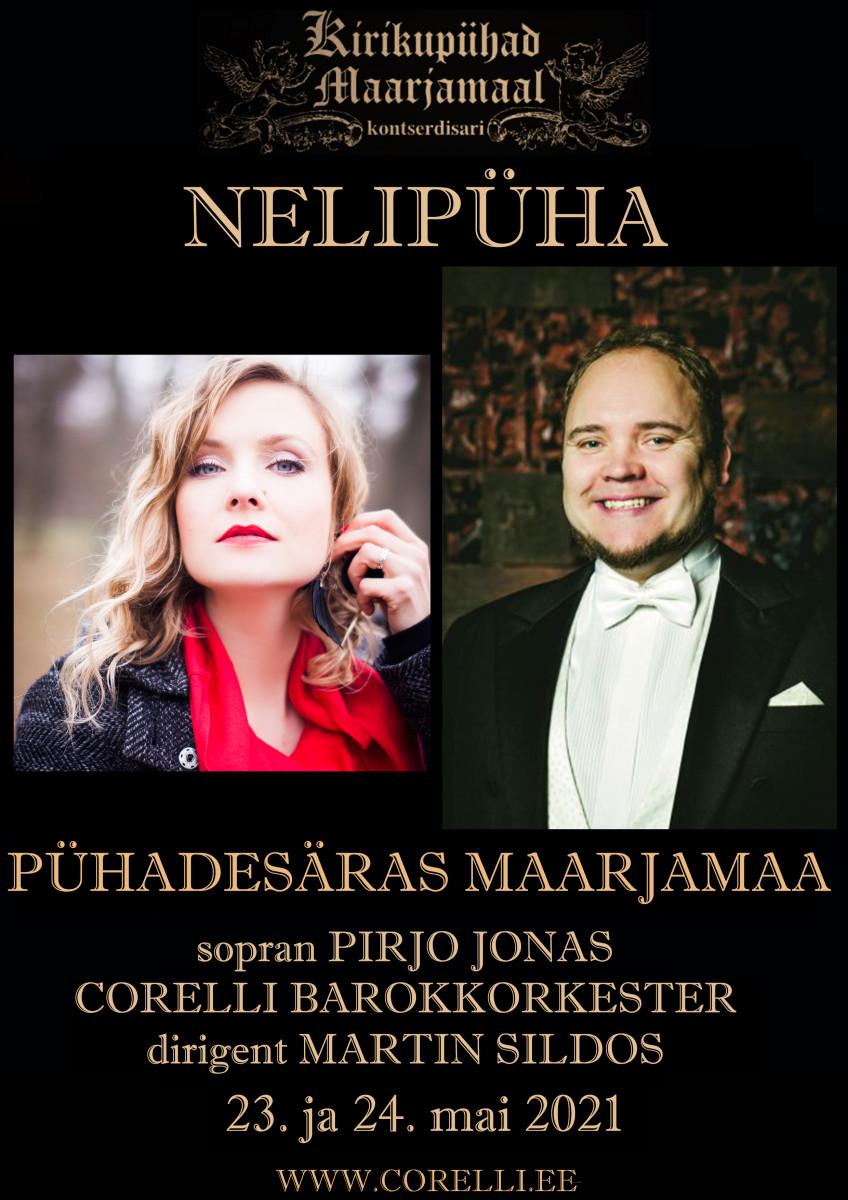 Kirikupühad
Maarjamaal
kontserdisari
NELIPÜHA
PÜHADESÄRAS MAARJAMAA
sopran PIRJO JONAS
CORELLI BAROKKORKESTER
dirigent MARTIN SILDOS
23. ja 24. mai 2021
WWW.CORELLI.EE